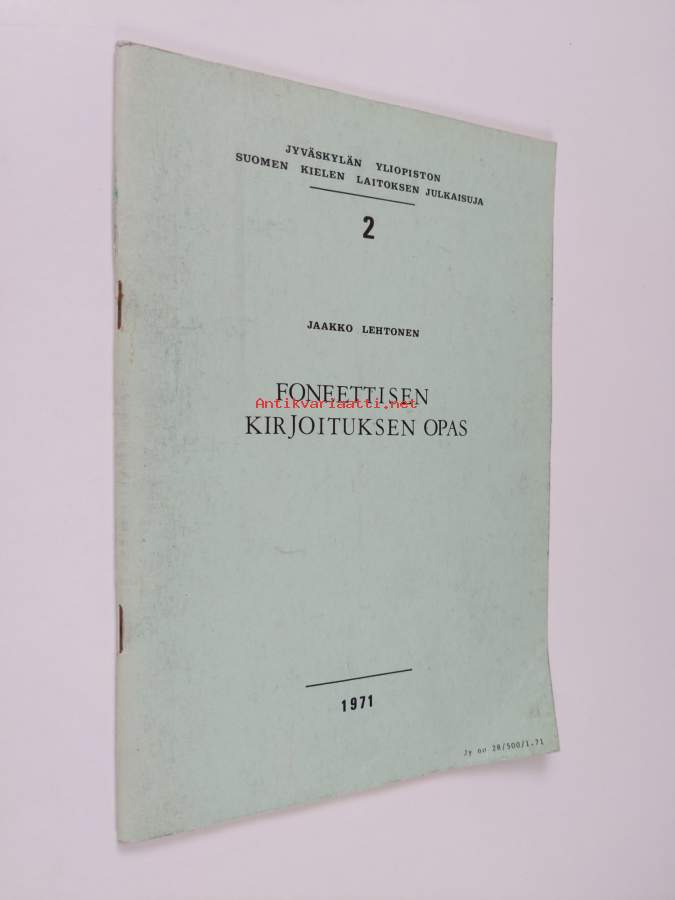 JYVÄSKYLÄN YLIOPISTON
SUOMEN KIELEN LAITOKSEN JULKAISUJA
2
JAAKKO LEHTONEN
FONEETTISEN
Antikvariaatti.net
KIRJOITUKSEN OPAS
1971
Jy no 28/500/1.71